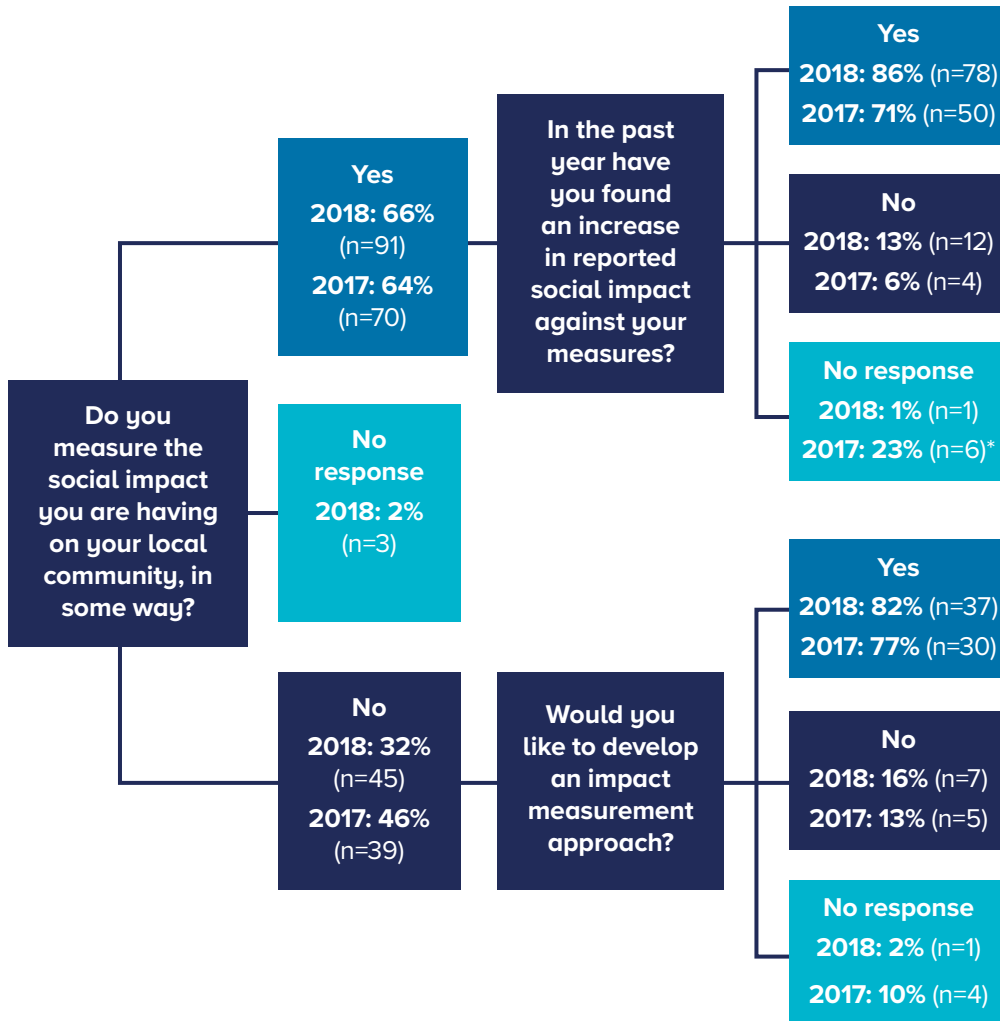 Do you
measure the
social impact
you are having
on your local
community, in
some way?
Yes
2018: 66%
(n=91)
2017: 64%
(n=70)
No
response
2018: 2%
(n=3)
No
2018: 32%
(n=45)
2017: 46%
(n=39)
In the past
year have
you found
an increase
in reported
social impact
against your
measures?
Yes
2018: 86% (n=78)
2017: 71% (n=50)
No
2018: 13% (n=12)
2017: 6% (n=4)
No response
2018: 1% (n=1)
2017: 23% (n=6)*
Would you
like to develop
an impact
measurement
approach?
Yes
2018: 82% (n=37)
2017: 77% (n=30)
No
2018: 16% (n=7)
2017: 13% (n=5)
No response
2018: 2% (n=1)
2017: 10% (n=4)